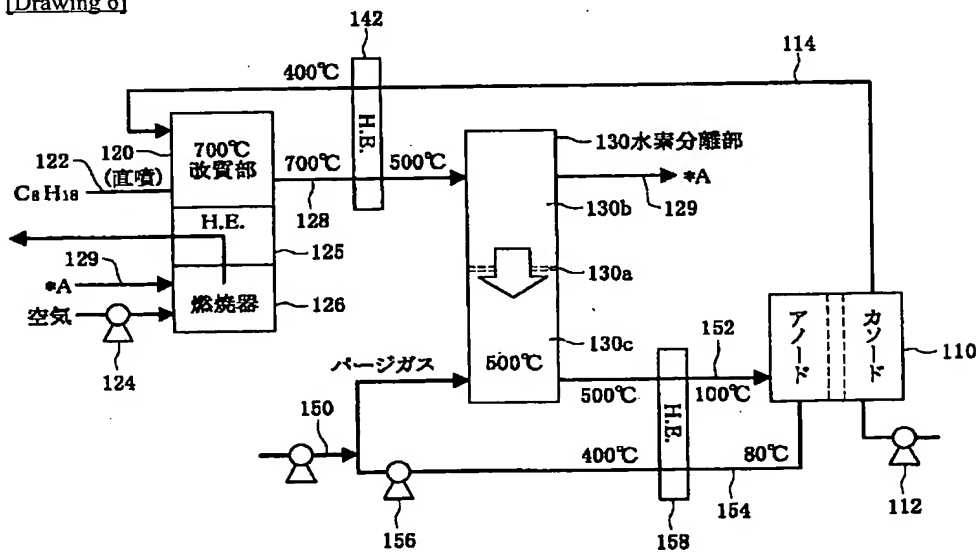 [Drawing 6]
142
400℃
114
120
700℃
改質部
122
(直噴)
C₈H₁₈
700℃
128
H.E.
500℃
130水素分離部
*A
129
130b
H.E.
125
129
*A
燃焼器
126
空気
124
130a
130c
500℃
パージガス
150
156
500℃
H.E.
152
100℃
400℃
80℃
154
158
アノード
カソード
110
112